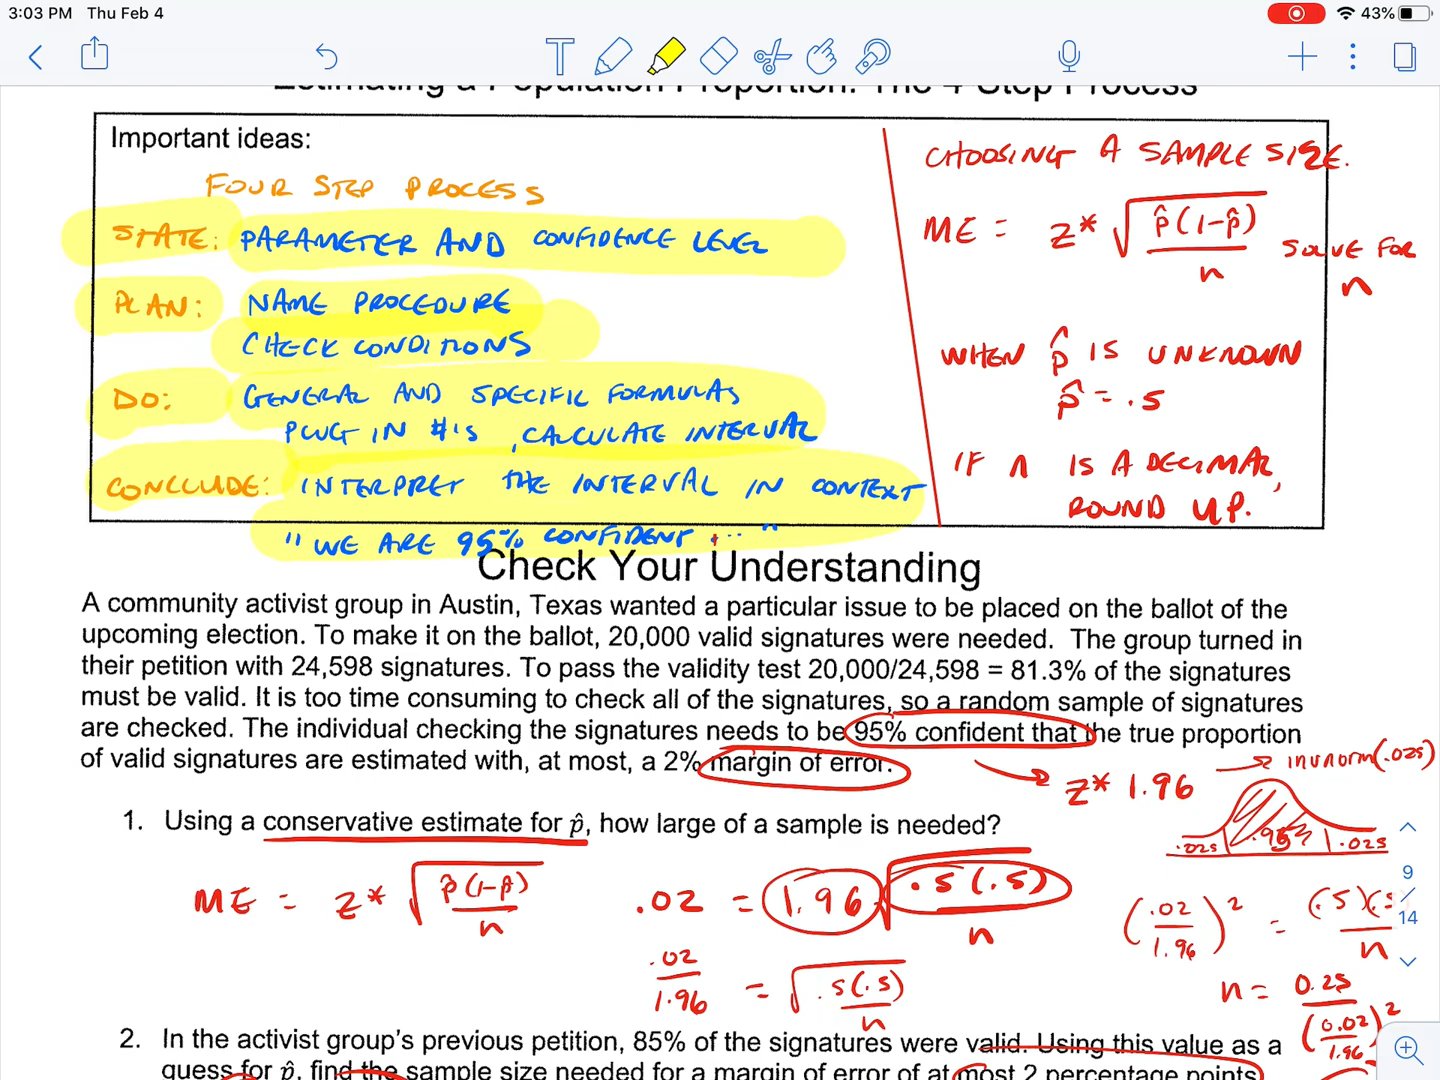 3:03 PM Thu Feb 4
43%
Estimating a Population Proportion: The 4 Step Process
Important ideas:
FOUR STEP PROCESS
STATE: PARAMETER AND CONFIDENCE LEVEL
PLAN: NAME PROCEDURE
CHECK CONDITIONS
DO: GENERAL AND SPECIFIC FORMULAS
PLUG IN #'S, CALCULATE INTERVAL
CONCLUDE: INTERPRET THE INTERVAL IN CONTEXT
"WE ARE 95% CONFIDENT ..."
CHOOSING A SAMPLE SIZE.
ME = z* √(p̂(1-p̂)/n) SOLVE FOR n
WHEN p̂ IS UNKNOWN
p̂ = .5
IF n IS A DECIMAL,
ROUND UP.
Check Your Understanding
A community activist group in Austin, Texas wanted a particular issue to be placed on the ballot of the
upcoming election. To make it on the ballot, 20,000 valid signatures were needed. The group turned in
their petition with 24,598 signatures. To pass the validity test 20,000/24,598 = 81.3% of the signatures
must be valid. It is too time consuming to check all of the signatures, so a random sample of signatures
are checked. The individual checking the signatures needs to be 95% confident that the true proportion
of valid signatures are estimated with, at most, a 2% margin of error.
z* 1.96 → invnorm(.025)
.025 .95 .025
1. Using a conservative estimate for p̂, how large of a sample is needed?
ME = z* √(p̂(1-p̂)/n)
.02 = 1.96 √(.5(.5)/n)
.02/1.96 = √(.5(.5)/n)
(.02/1.96)² = (.5)(.5/n
n = 0.25/(0.02/1.96)²
9
14
2. In the activist group's previous petition, 85% of the signatures were valid. Using this value as a
guess for p̂, find the sample size needed for a margin of error of at most 2 percentage points